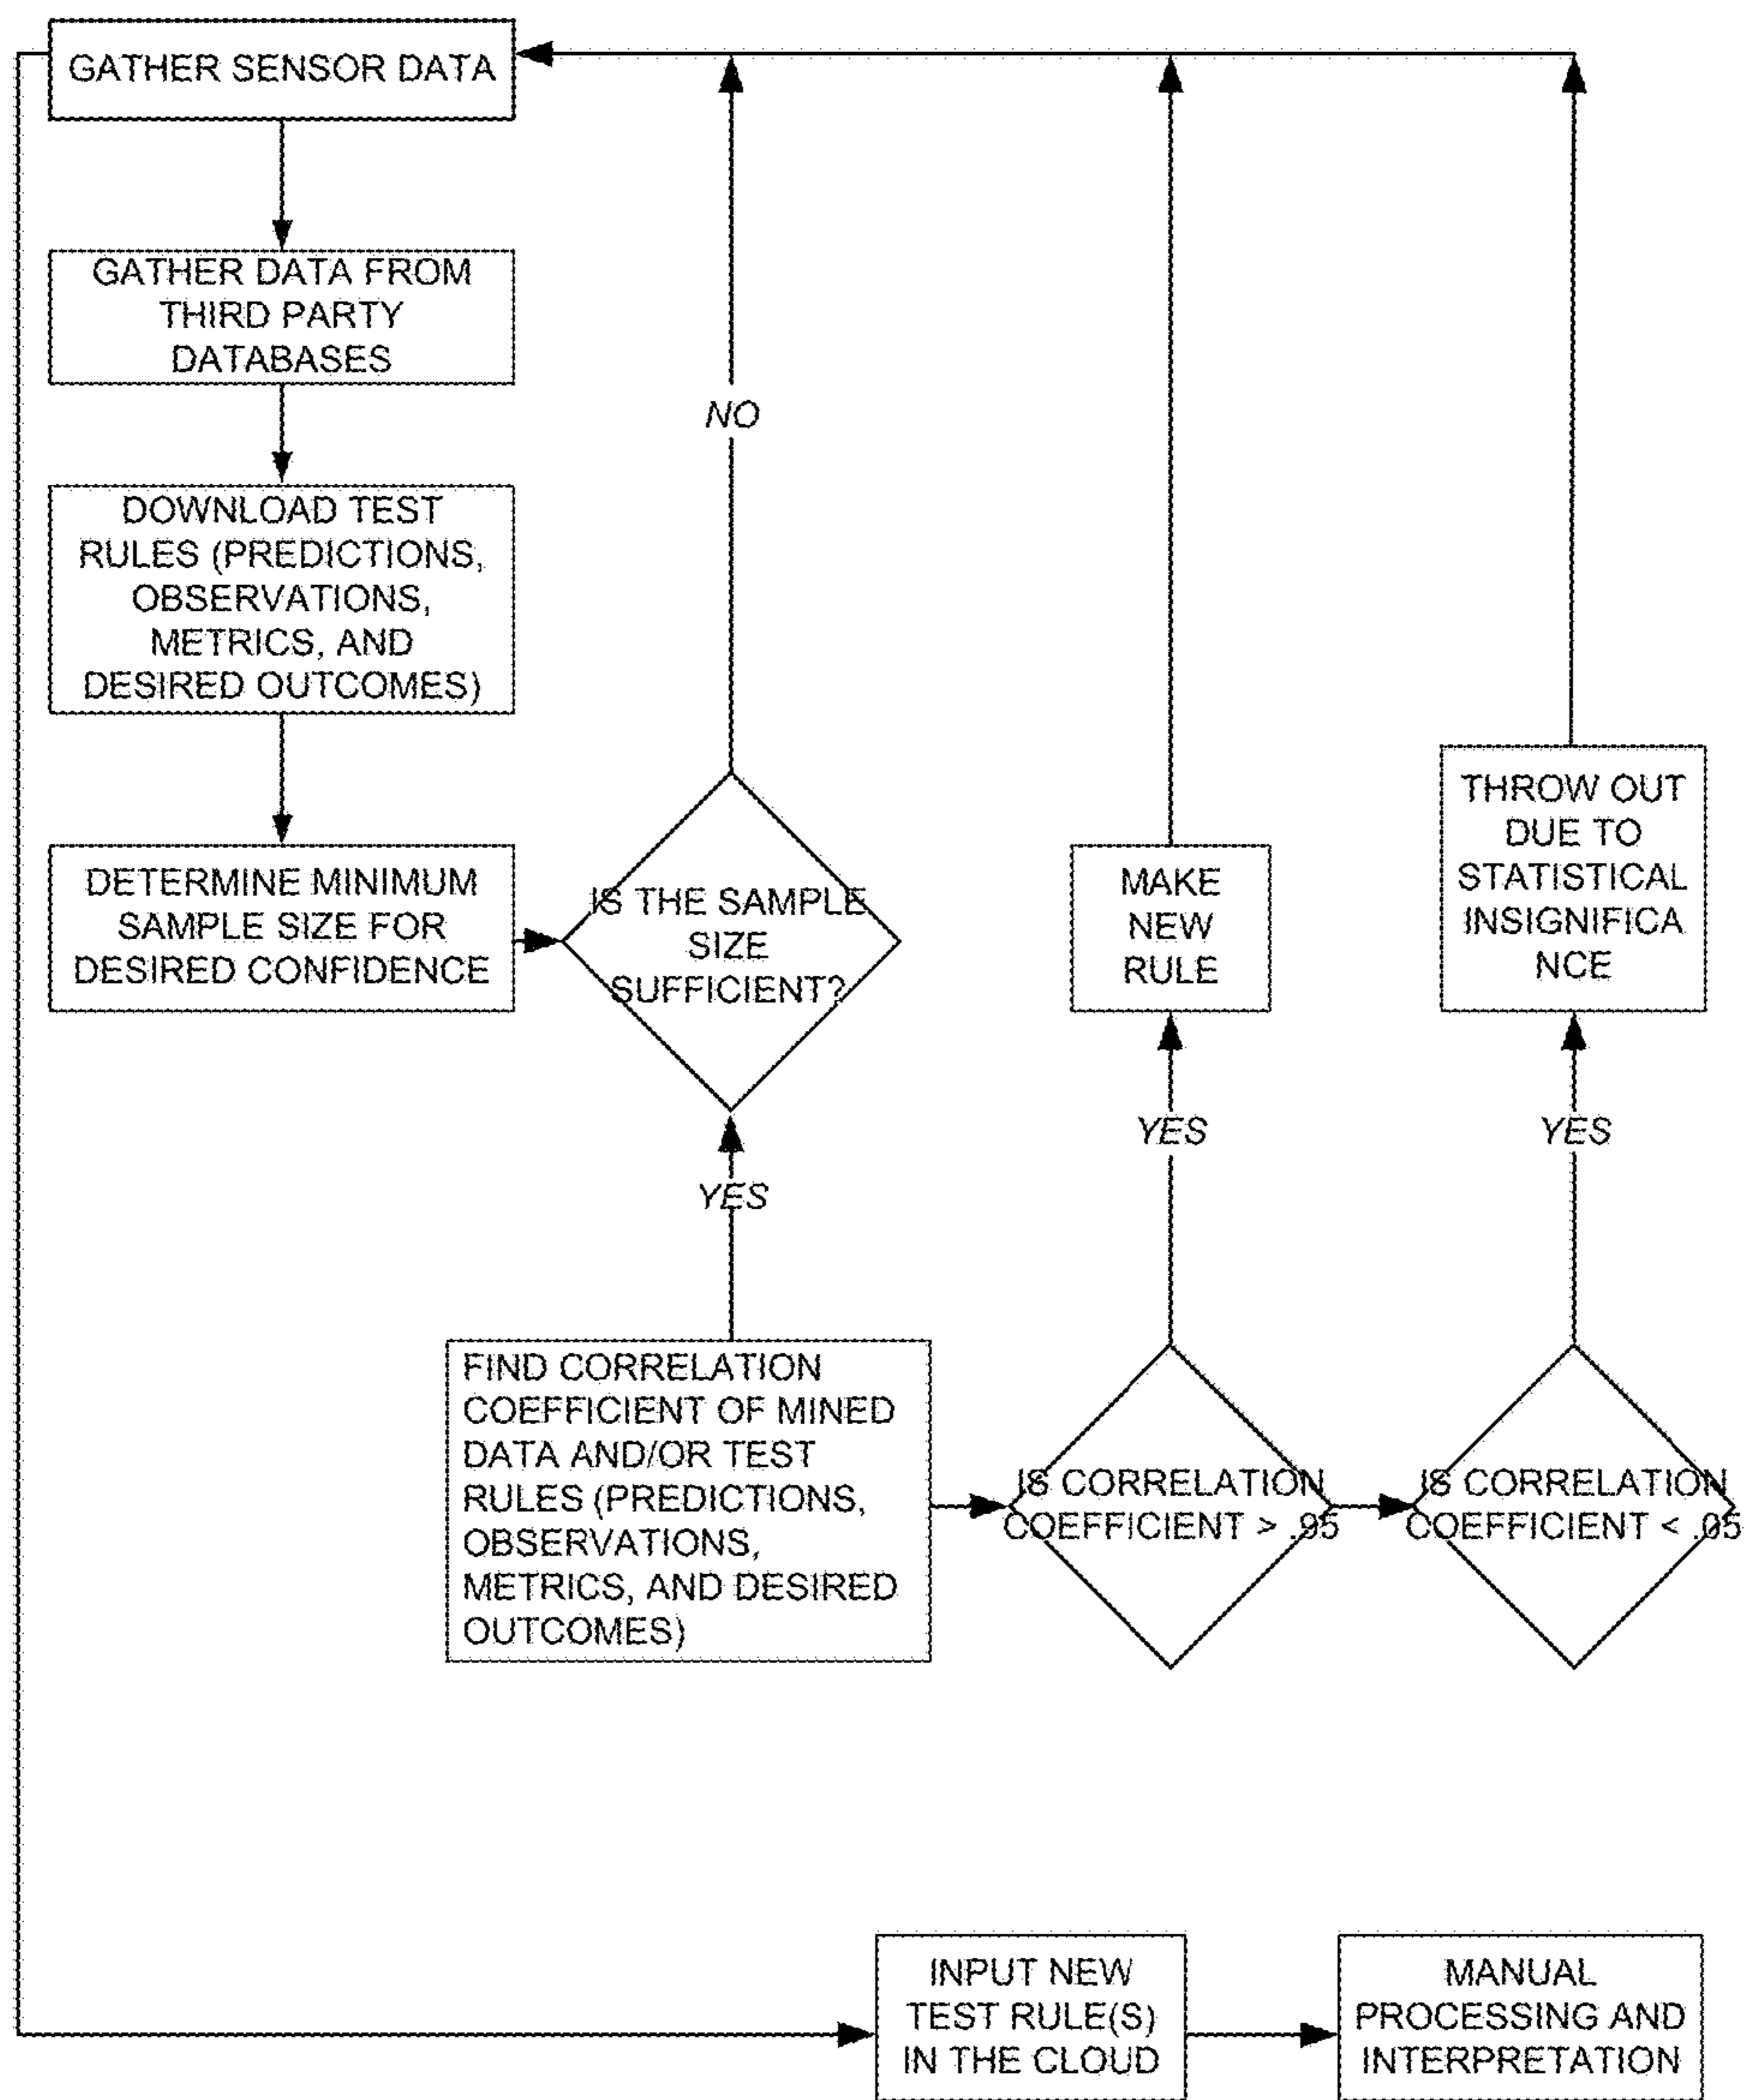 GATHER SENSOR DATA
GATHER DATA FROM
THIRD PARTY
DATABASES
NO
DOWNLOAD TEST
RULES (PREDICTIONS,
OBSERVATIONS,
METRICS, AND
DESIRED OUTCOMES)
DETERMINE MINIMUM
SAMPLE SIZE FOR
DESIRED CONFIDENCE
IS THE SAMPLE
SIZE
SUFFICIENT?
MAKE
NEW
RULE
THROW OUT
DUE TO
STATISTICAL
INSIGNIFICA
NCE
YES
YES
YES
FIND CORRELATION
COEFFICIENT OF MINED
DATA AND/OR TEST
RULES (PREDICTIONS,
OBSERVATIONS,
METRICS, AND DESIRED
OUTCOMES)
IS CORRELATION
COEFFICIENT > .95
IS CORRELATION
COEFFICIENT < .05
INPUT NEW
TEST RULE(S)
IN THE CLOUD
MANUAL
PROCESSING AND
INTERPRETATION